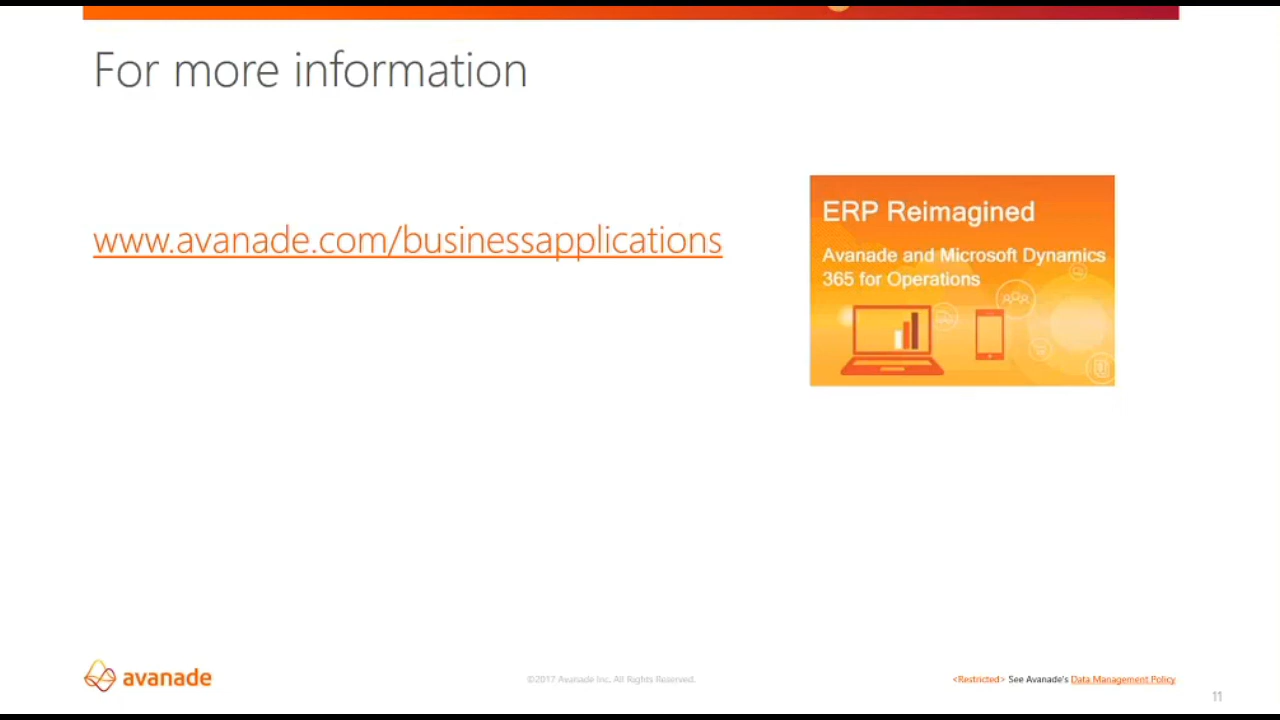 For more information
www.avanade.com/businessapplications
ERP Reimagined
Avanade and Microsoft Dynamics
365 for Operations
avanade
©2017 Avanade Inc. All Rights Reserved.
<Restricted> See Avanade's Data Management Policy
11